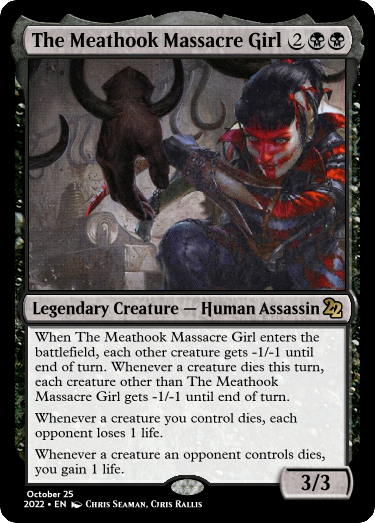 The Meathook Massacre Girl 2
Legendary Creature — Human Assassin 22
When The Meathook Massacre Girl enters the
battlefield, each other creature gets -1/-1 until
end of turn. Whenever a creature dies this turn,
each creature other than The Meathook
Massacre Girl gets -1/-1 until end of turn.
Whenever a creature you control dies, each
opponent loses 1 life.
Whenever a creature an opponent controls dies,
you gain 1 life.
3/3
October 25
2022 • EN Chris Seaman, Ciris Rallis